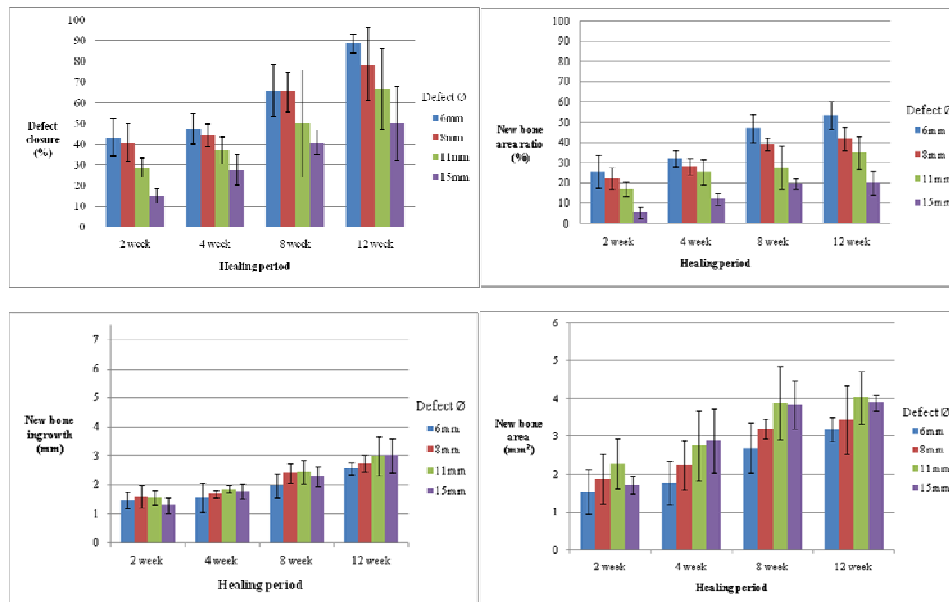 100
90
80
70
60
50
40
30
20
10
0
Defect
closure
(%)
2 week
4 week
8 week
12 week
Healing period
Defect Ø
6mm
8mm
11mm
15mm
100
90
80
70
60
50
40
30
20
10
0
New bone
area ratio
(%)
2 week
4 week
8 week
12 week
Healing period
Defect Ø
6mm
8mm
11mm
15mm
7
6
5
4
3
2
1
0
New bone
ingrowth
(mm)
2 week
4 week
8 week
12 week
Healing period
Defect Ø
6mm
8mm
11mm
15mm
6
5
4
3
2
1
0
New bone
area
(mm²)
2 week
4 week
8 week
12 week
Healing period
Defect Ø
6mm
8mm
11mm
15mm